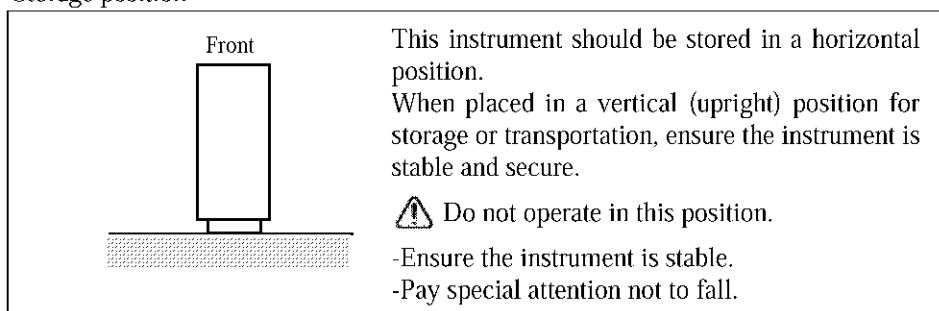 Storage position
Front
This instrument should be stored in a horizontal
position.
When placed in a vertical (upright) position for
storage or transportation, ensure the instrument is
stable and secure.
Do not operate in this position.
-Ensure the instrument is stable.
-Pay special attention not to fall.